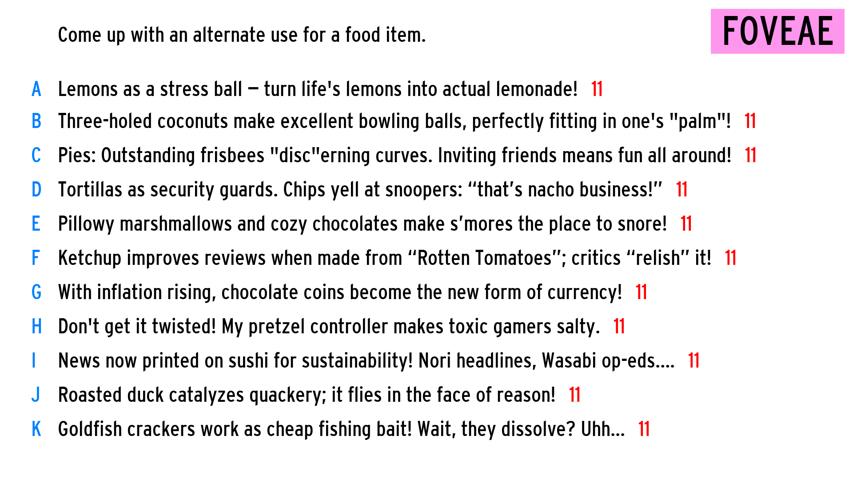 Come up with an alternate use for a food item.
FOVEAE
A Lemons as a stress ball – turn life's lemons into actual lemonade! 11
B Three-holed coconuts make excellent bowling balls, perfectly fitting in one's "palm"! 11
C Pies: Outstanding frisbees "disc"erning curves. Inviting friends means fun all around! 11
D Tortillas as security guards. Chips yell at snoopers: “that’s nacho business!” 11
E Pillowy marshmallows and cozy chocolates make s’mores the place to snore! 11
F Ketchup improves reviews when made from “Rotten Tomatoes”; critics “relish” it! 11
G With inflation rising, chocolate coins become the new form of currency! 11
H Don't get it twisted! My pretzel controller makes toxic gamers salty. 11
I News now printed on sushi for sustainability! Nori headlines, Wasabi op-eds.... 11
J Roasted duck catalyzes quackery; it flies in the face of reason! 11
K Goldfish crackers work as cheap fishing bait! Wait, they dissolve? Uhh... 11